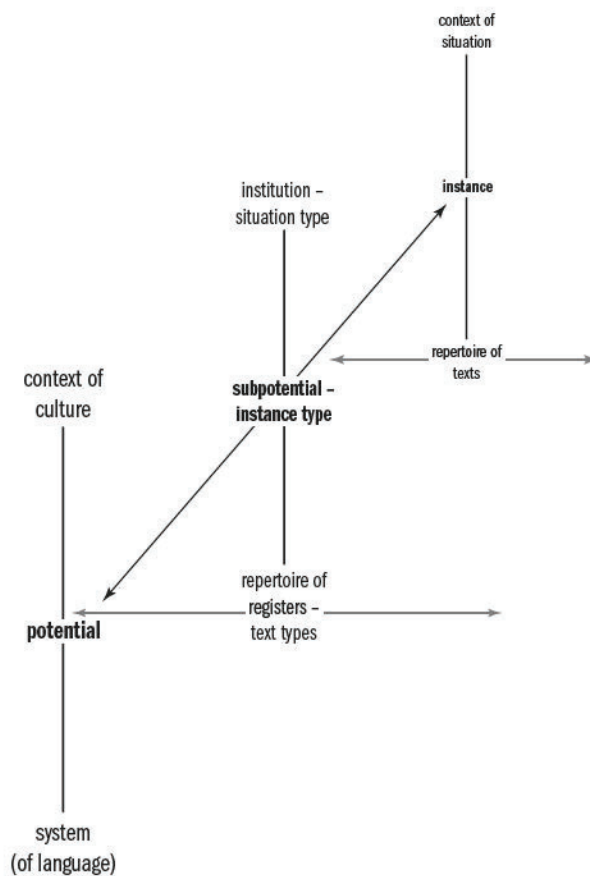 context of
situation
instance
institution –
situation type
repertoire of
texts
context of
culture
subpotential –
instance type
repertoire of
registers –
text types
potential
system
(of language)